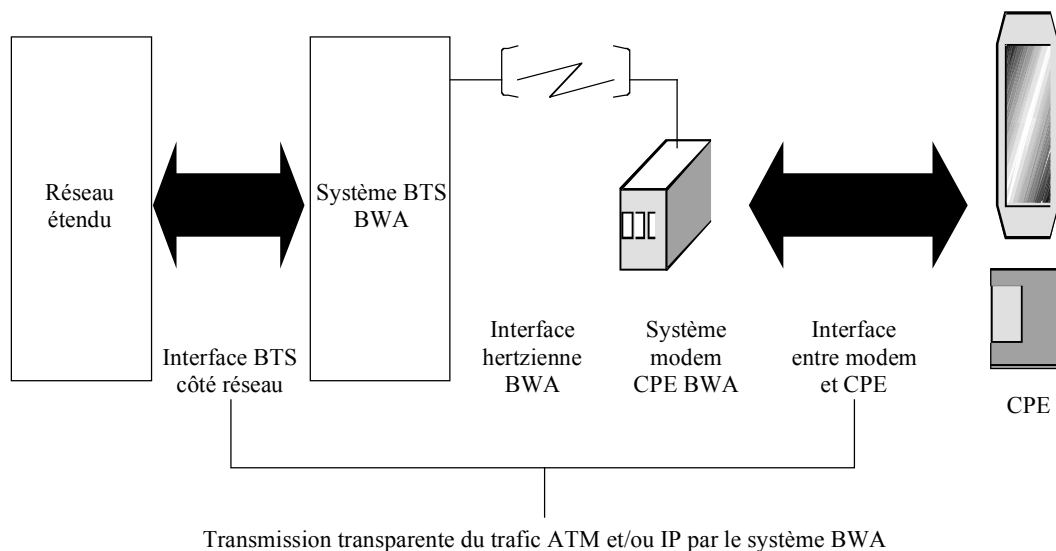 Réseau
étendu
Système BTS
BWA
Interface BTS
côté réseau
Interface
hertzienne
BWA
Système
modem
CPE BWA
Interface
entre modem
et CPE
CPE
Transmission transparente du trafic ATM et/ou IP par le système BWA